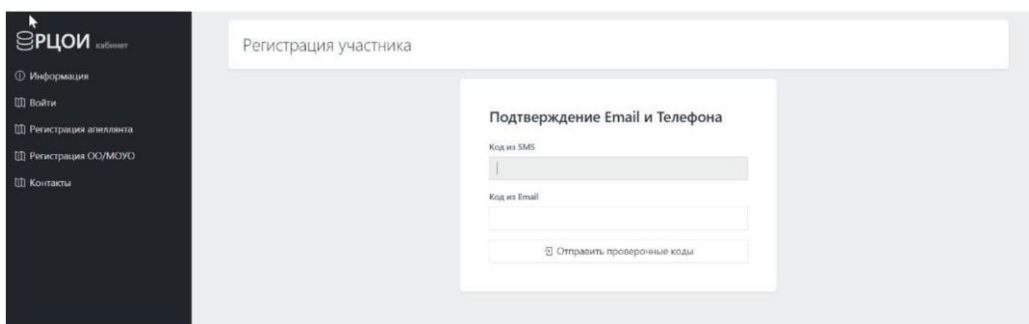 РЦОИ кабинет
Информация
Войти
Регистрация апеллянта
Регистрация ОО/МОУО
Контакты
Регистрация участника
Подтверждение Email и Телефона
Код из SMS
Код из Email
Отправить проверочные коды